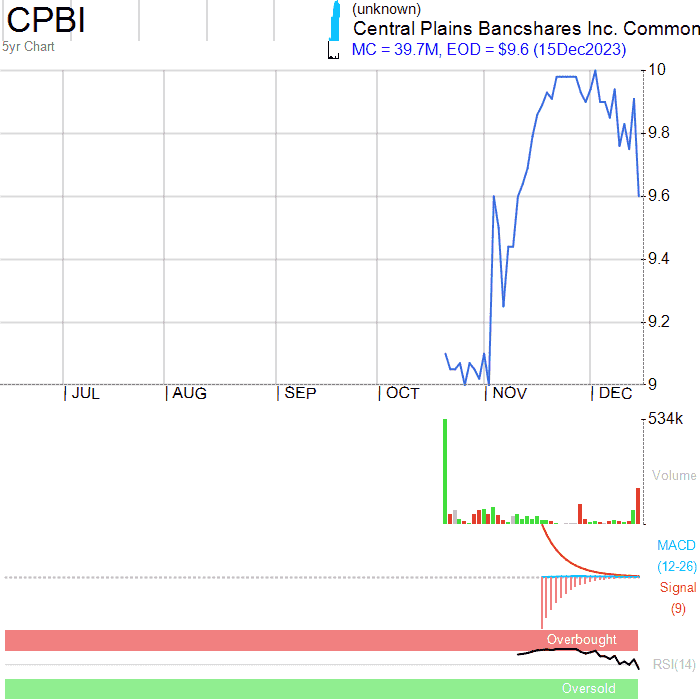 CPBI
(unknown)
Central Plains Bancshares Inc. Common
5yr Chart
MC = 39.7M, EOD = $9.6 (15Dec2023)
10
9.8
9.6
9.4
9.2
9
JUL AUG SEP OCT NOV DEC
534k
Volume
MACD
(12-26)
Signal
(9)
Overbought
RSI(14)
Oversold